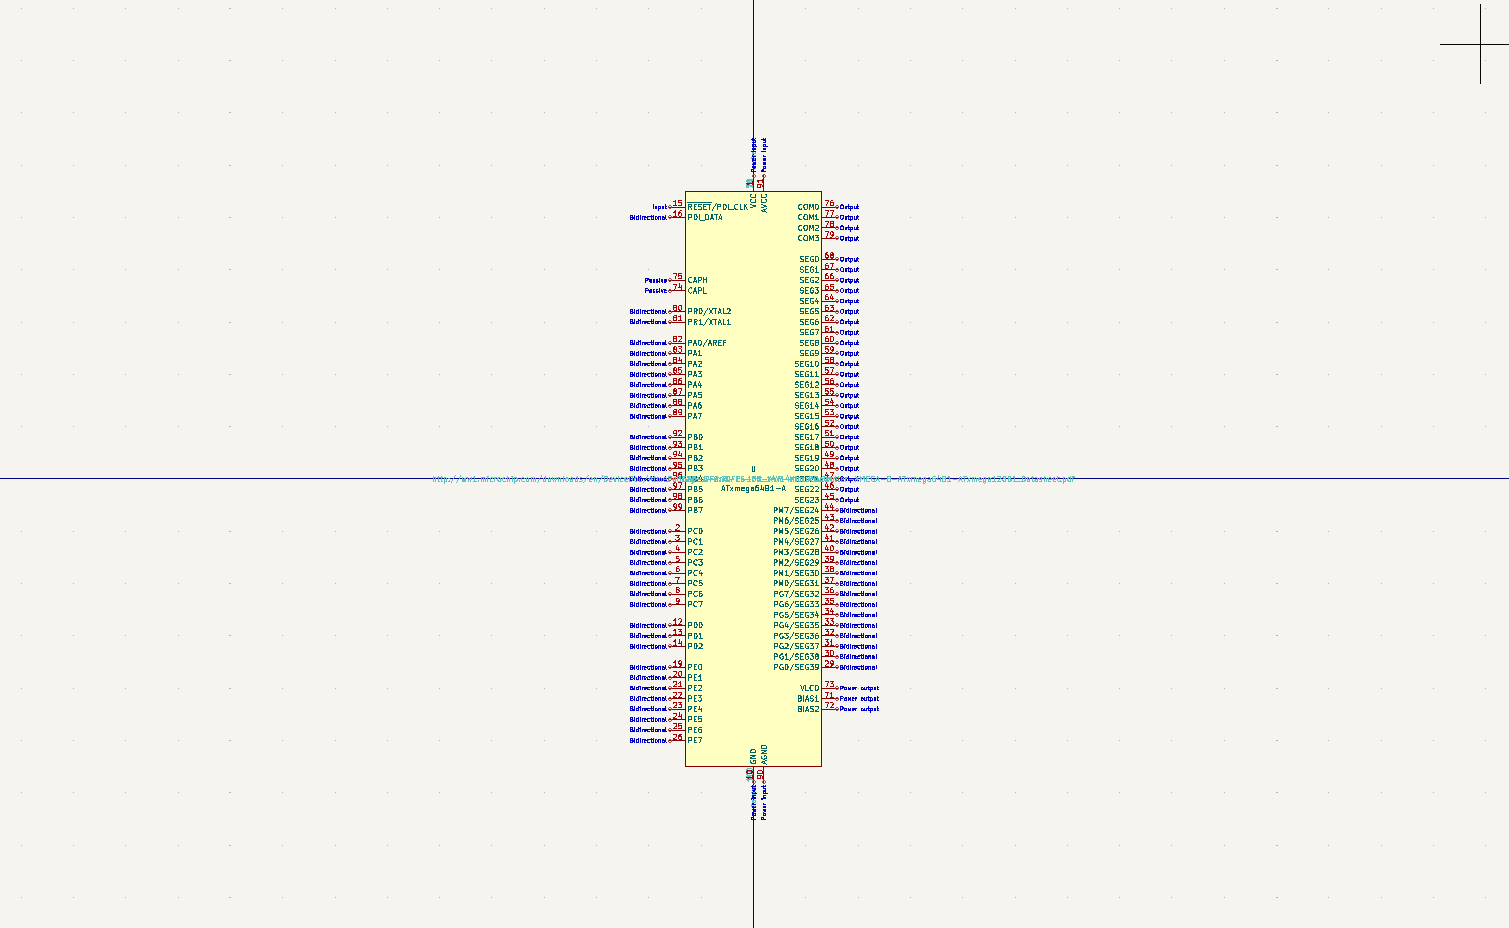 Power input
Power input
91
VCC
AVCC
Input 15 RESET/PDI_CLK
Bidirectional 16 PDI_DATA
Passive 75 CAPH
Passive 74 CAPL
Bidirectional 80 PR0/XTAL2
Bidirectional 81 PR1/XTAL1
Bidirectional 82 PA0/AREF
Bidirectional 83 PA1
Bidirectional 84 PA2
Bidirectional 85 PA3
Bidirectional 86 PA4
Bidirectional 87 PA5
Bidirectional 88 PA6
Bidirectional 89 PA7
Bidirectional 92 PB0
Bidirectional 93 PB1
Bidirectional 94 PB2
Bidirectional 95 PB3
Bidirectional 97 PB5
Bidirectional 98 PB6
Bidirectional 99 PB7
Bidirectional 2 PC0
Bidirectional 3 PC1
Bidirectional 4 PC2
Bidirectional 5 PC3
Bidirectional 6 PC4
Bidirectional 7 PC5
Bidirectional 8 PC6
Bidirectional 9 PC7
Bidirectional 12 PD0
Bidirectional 13 PD1
Bidirectional 14 PD2
Bidirectional 19 PE0
Bidirectional 20 PE1
Bidirectional 21 PE2
Bidirectional 22 PE3
Bidirectional 23 PE4
Bidirectional 24 PE5
Bidirectional 25 PE6
Bidirectional 26 PE7
U
ATxmega64B1-A
COM0 76 Output
COM1 77 Output
COM2 78 Output
COM3 79 Output
SEG0 68 Output
SEG1 67 Output
SEG2 66 Output
SEG3 65 Output
SEG4 64 Output
SEG5 63 Output
SEG6 62 Output
SEG7 61 Output
SEG8 60 Output
SEG9 59 Output
SEG10 58 Output
SEG11 57 Output
SEG12 56 Output
SEG13 55 Output
SEG14 54 Output
SEG15 53 Output
SEG16 52 Output
SEG17 51 Output
SEG18 50 Output
SEG19 49 Output
SEG20 48 Output
SEG22 46 Output
SEG23 45 Output
PM7/SEG24 44 Bidirectional
PM6/SEG25 43 Bidirectional
PM5/SEG26 42 Bidirectional
PM4/SEG27 41 Bidirectional
PM3/SEG28 40 Bidirectional
PM2/SEG29 39 Bidirectional
PM1/SEG30 38 Bidirectional
PM0/SEG31 37 Bidirectional
PG7/SEG32 36 Bidirectional
PG6/SEG33 35 Bidirectional
PG5/SEG34 34 Bidirectional
PG4/SEG35 33 Bidirectional
PG3/SEG36 32 Bidirectional
PG2/SEG37 31 Bidirectional
PG1/SEG38 30 Bidirectional
PG0/SEG39 29 Bidirectional
VLCD 73 Power output
BIAS1 71 Power output
BIAS2 72 Power output
GND
AGND
90
Power input
Power input